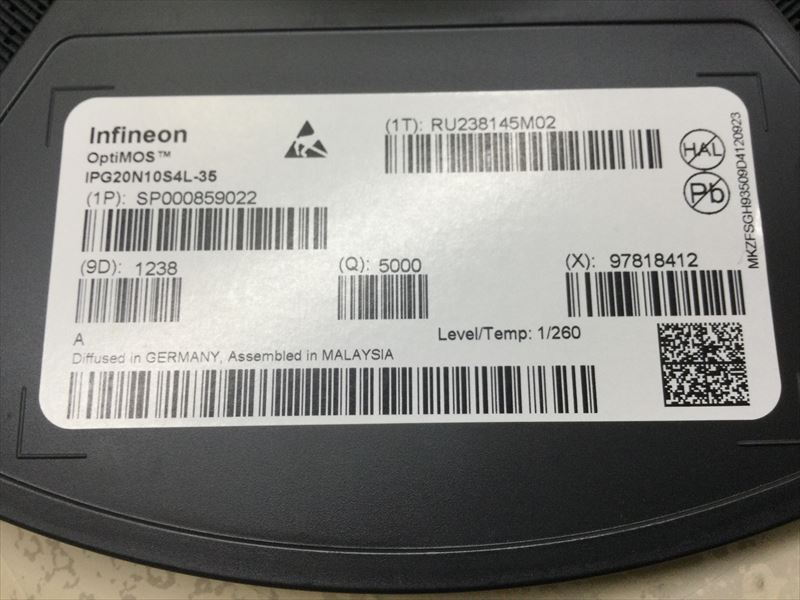 Infineon
OptiMOS™
IPG20N10S4L-35
(1P): SP000859022
(1T): RU238145M02
HAL
Pb
MKZFSGH93509D4120923
(9D): 1238
(Q): 5000
(X): 97818412
A
Level/Temp: 1/260
Diffused in GERMANY, Assembled in MALAYSIA